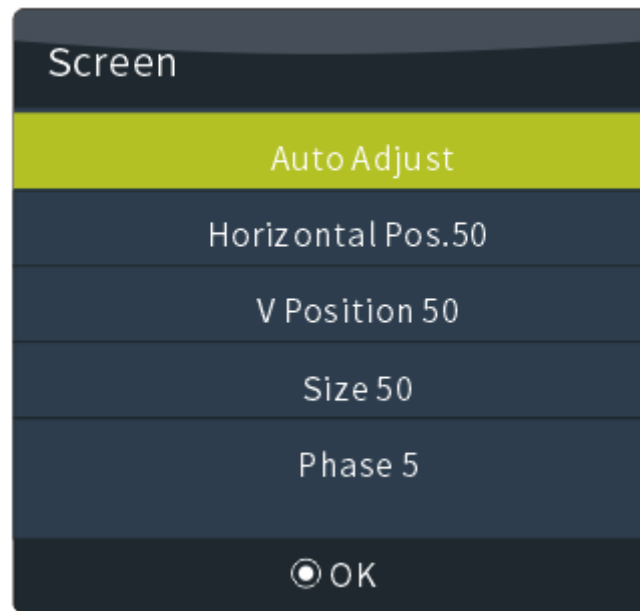 Screen
Auto Adjust
Horizontal Pos.50
V Position 50
Size 50
Phase 5
OK